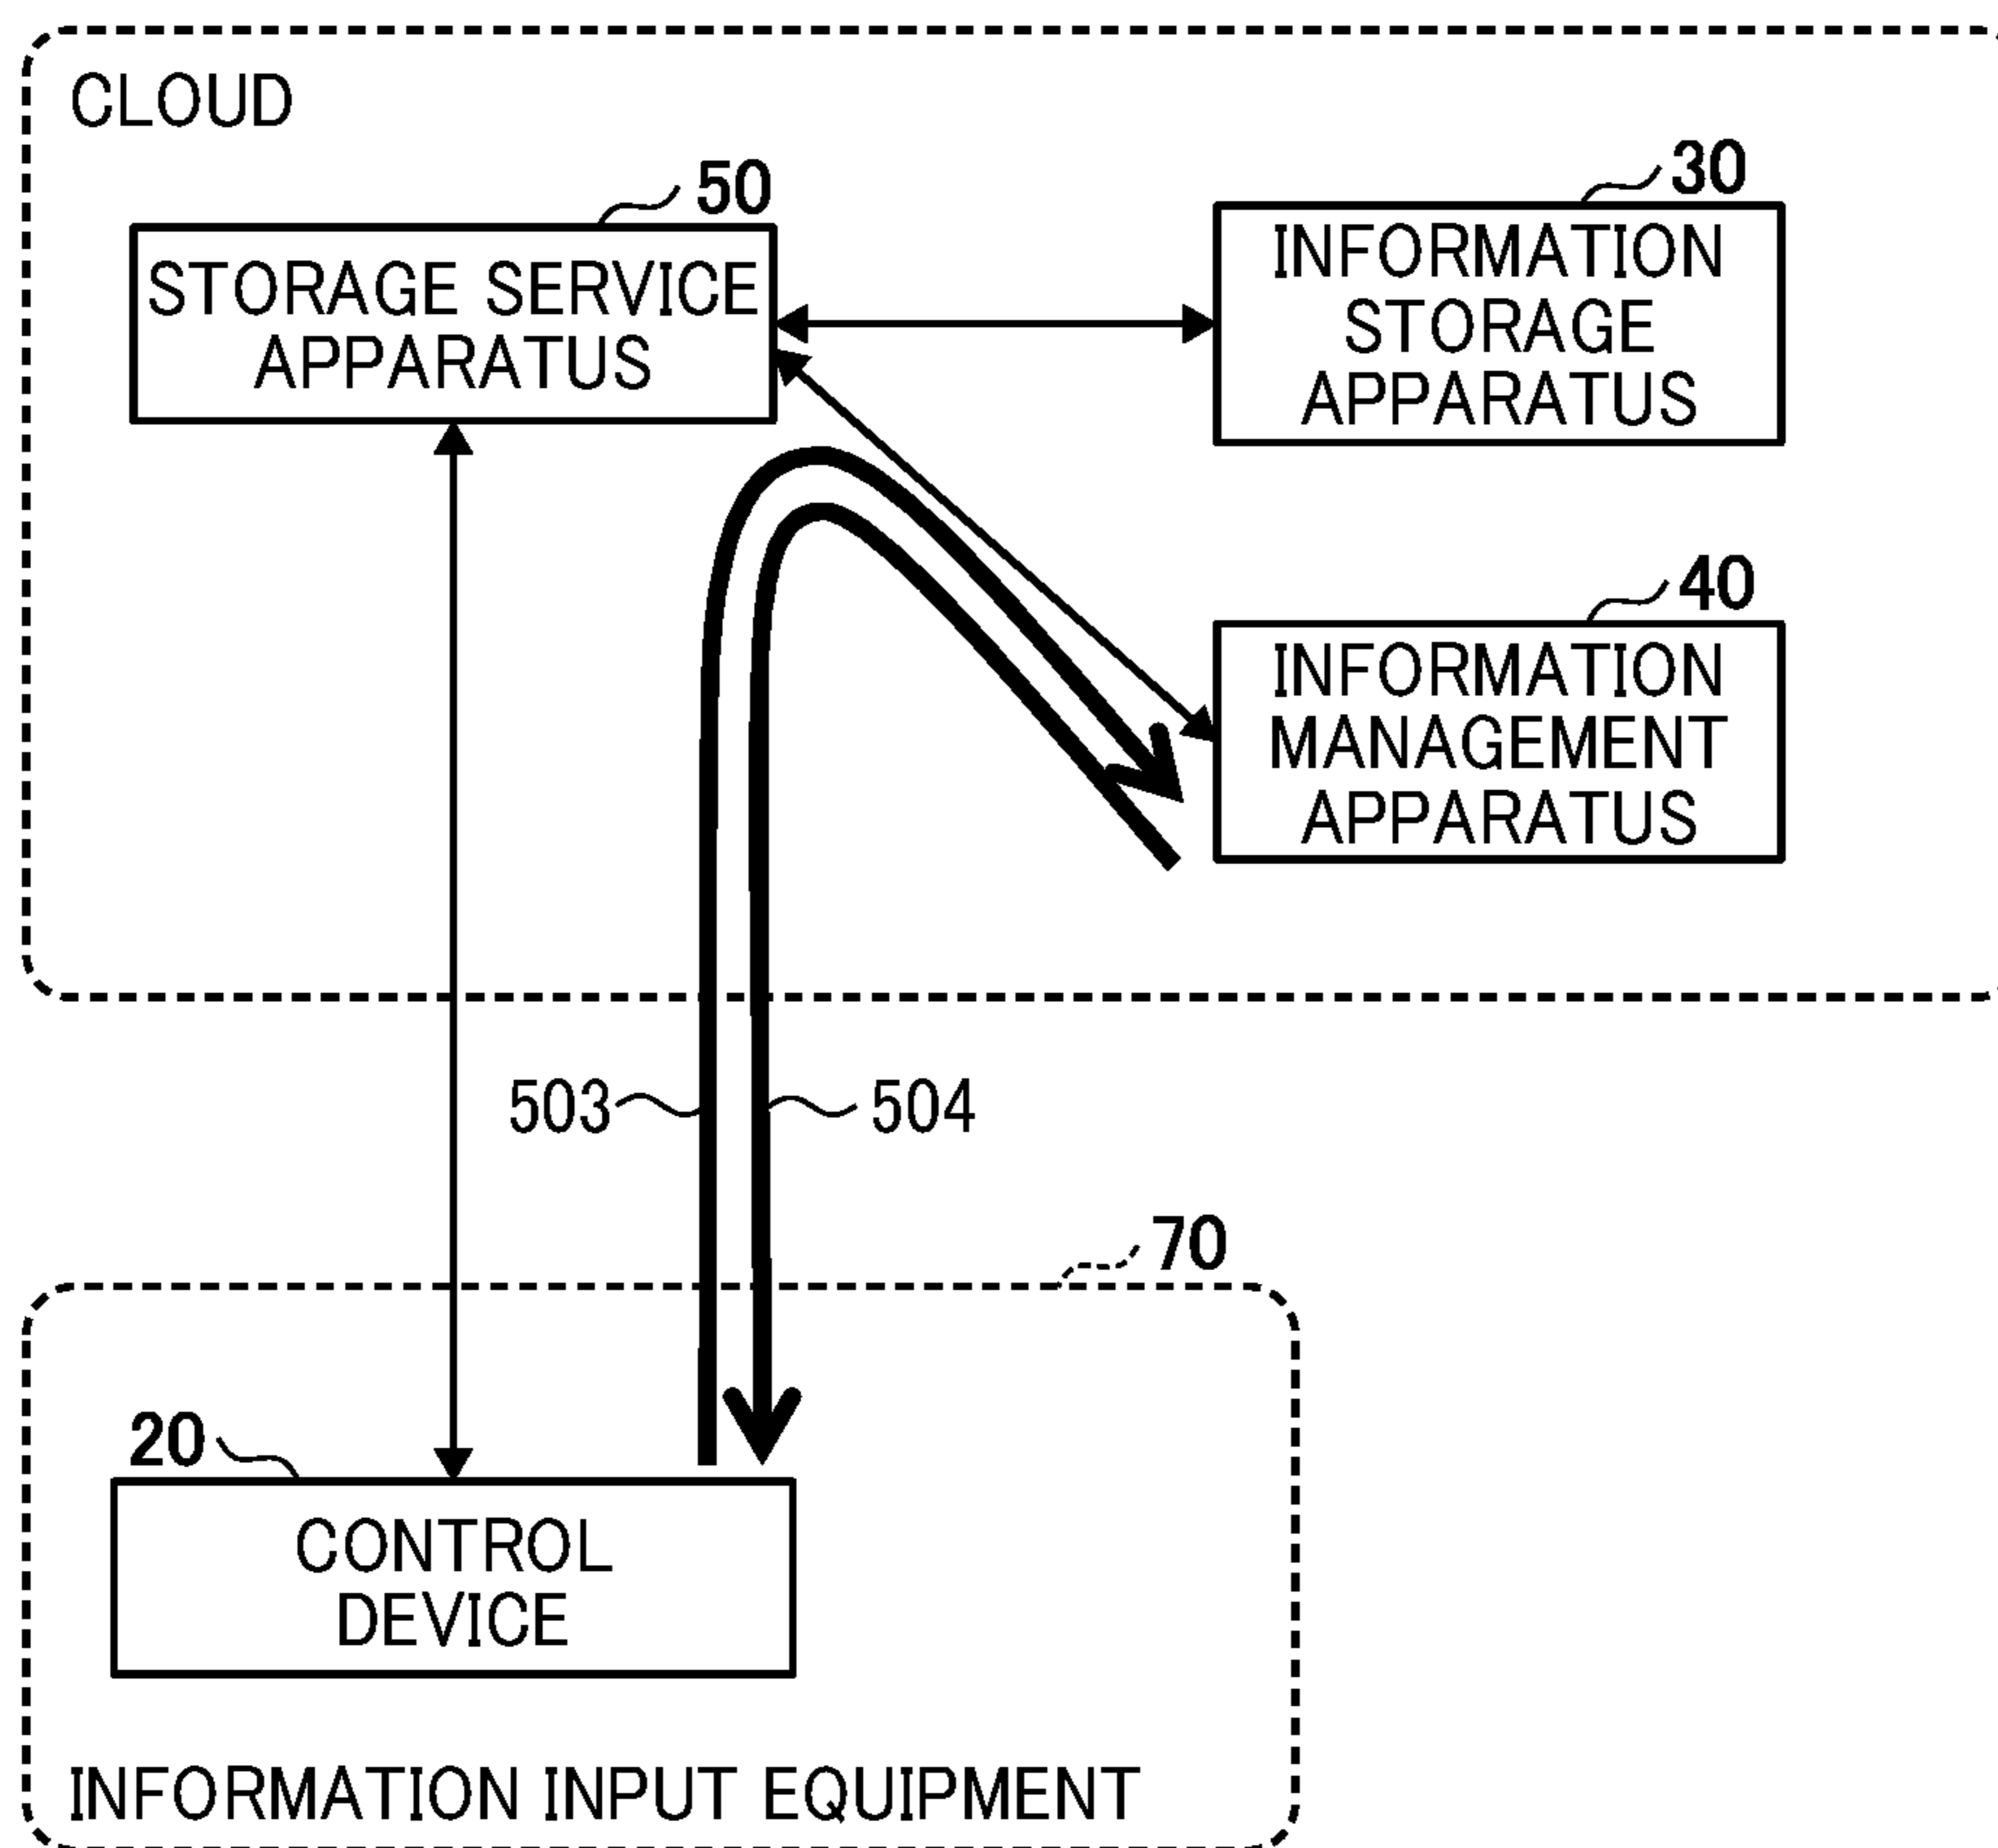 CLOUD
50
30
STORAGE SERVICE
APPARATUS
INFORMATION
STORAGE
APPARATUS
40
INFORMATION
MANAGEMENT
APPARATUS
503
504
70
20
CONTROL
DEVICE
INFORMATION INPUT EQUIPMENT